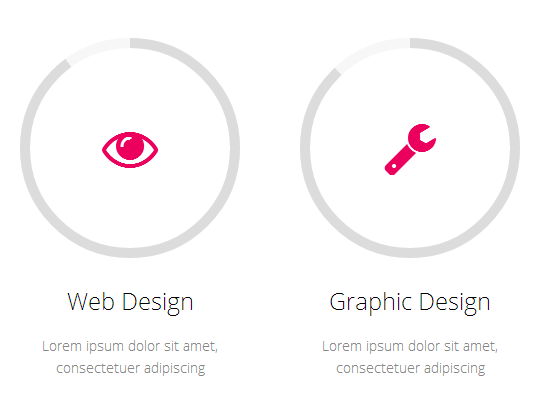 Web Design
Lorem ipsum dolor sit amet,
consectetuer adipiscing
Graphic Design
Lorem ipsum dolor sit amet,
consectetuer adipiscing